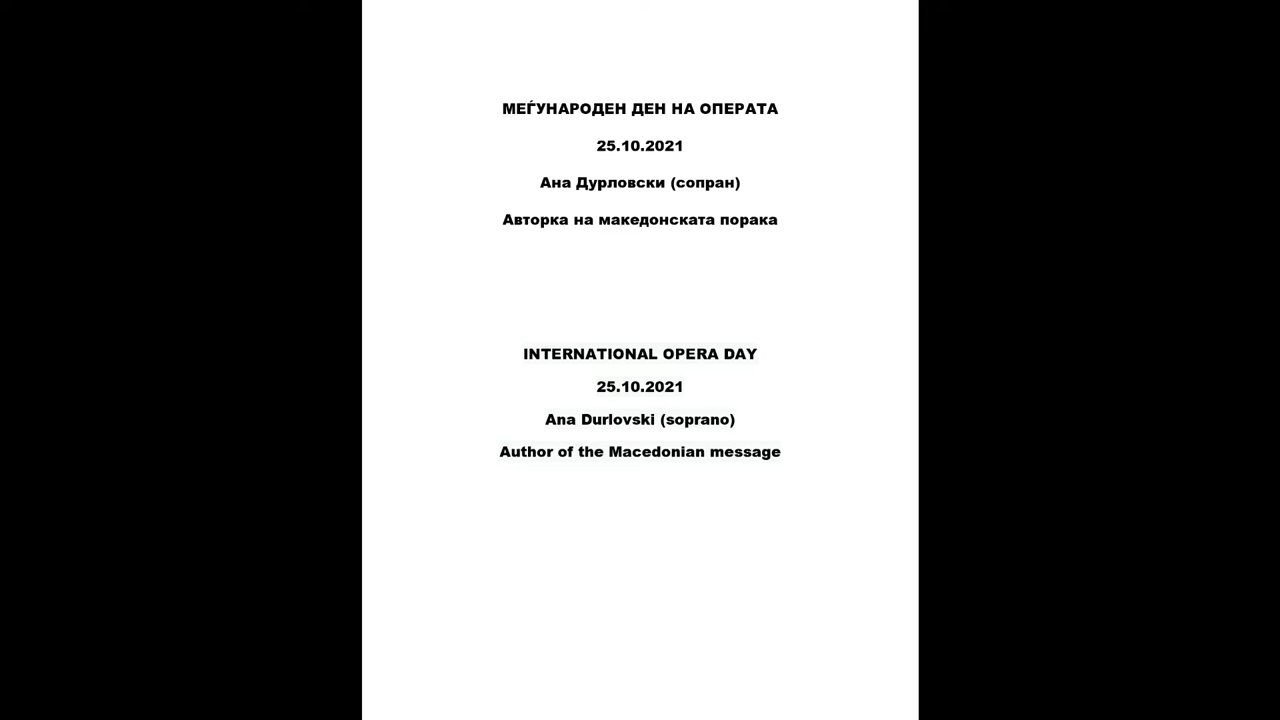 МЕЃУНАРОДЕН ДЕН НА ОПЕРАТА
25.10.2021
Ана Дурловски (сопран)
Авторка на македонската порака
INTERNATIONAL OPERA DAY
25.10.2021
Ana Durlovski (soprano)
Author of the Macedonian message